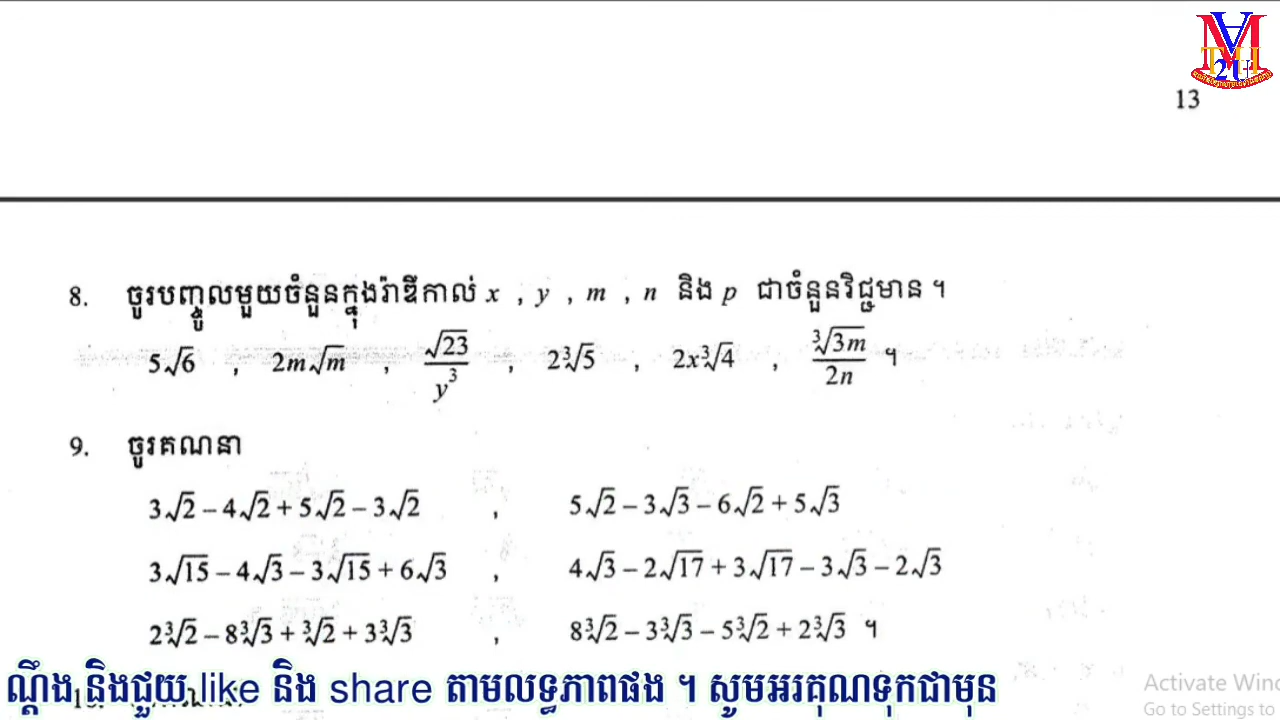 13
8. ចូរបញ្ចូលមួយចំនួនក្នុងរ៉ាឌីកាល់ x , y , m , n និង p ជាចំនួនវិជ្ជមាន ។
5√6 , 2m√m , √23/y³ , 2∛5 , 2x∛4 , ∛3m/2n ។
9. ចូរគណនា
3√2 – 4√2 + 5√2 – 3√2 , 5√2 – 3√3 – 6√2 + 5√3
3√15 – 4√3 – 3√15 + 6√3 , 4√3 – 2√17 + 3√17 – 3√3 – 2√3
2∛2 – 8∛3 + ∛2 + 3∛3 , 8∛2 – 3∛3 – 5∛2 + 2∛3 ។
ណ្ដឹង និងជួយ like និង share តាមលទ្ធភាពផង ។ សូមអរគុណទុកជាមុន
Activate Wind
Go to Settings to